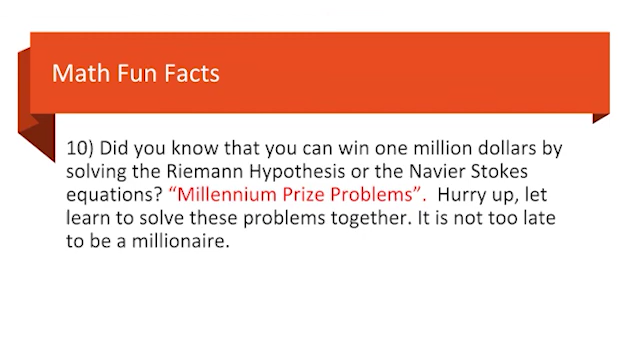 Math Fun Facts
10) Did you know that you can win one million dollars by
solving the Riemann Hypothesis or the Navier Stokes
equations? “Millennium Prize Problems”. Hurry up, let
learn to solve these problems together. It is not too late
to be a millionaire.